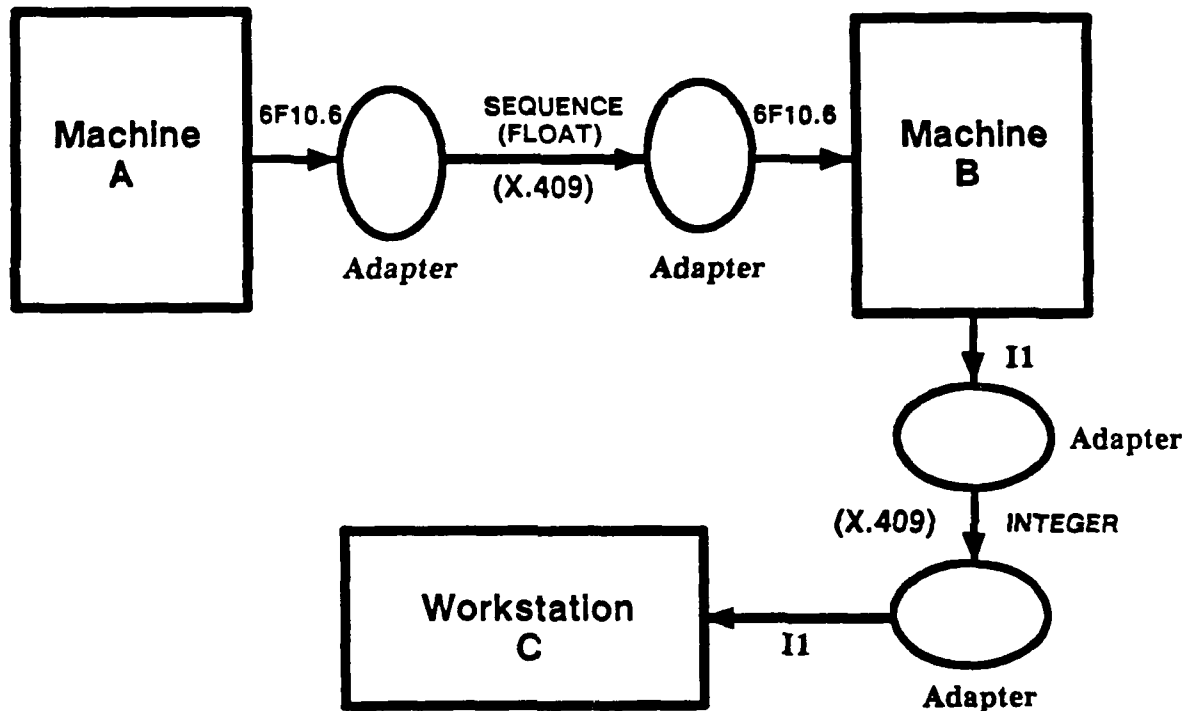 Machine
A
6F10.6
Adapter
SEQUENCE
(FLOAT)
(X.409)
Adapter
6F10.6
Machine
B
I1
Adapter
(X.409)
INTEGER
Adapter
I1
Workstation
C